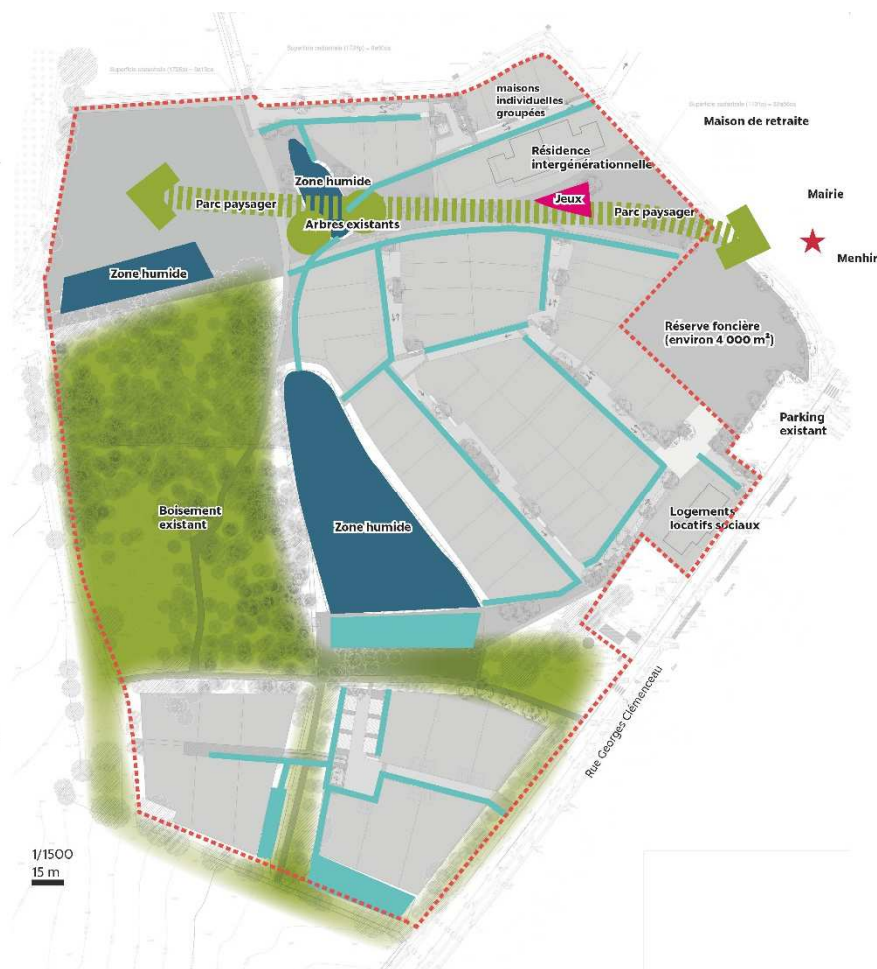 maisons
individuelles
groupées
Maison de retraite
Résidence
intergénérationnelle
Zone humide
Jeux
Mairie
Parc paysager
Parc paysager
Arbres existants
Menhir
Zone humide
Réserve foncière
(environ 4 000 m²)
Parking
existant
Boisement
existant
Zone humide
Logements
locatifs sociaux
Rue Georges Clémenceau
1/1500
15 m